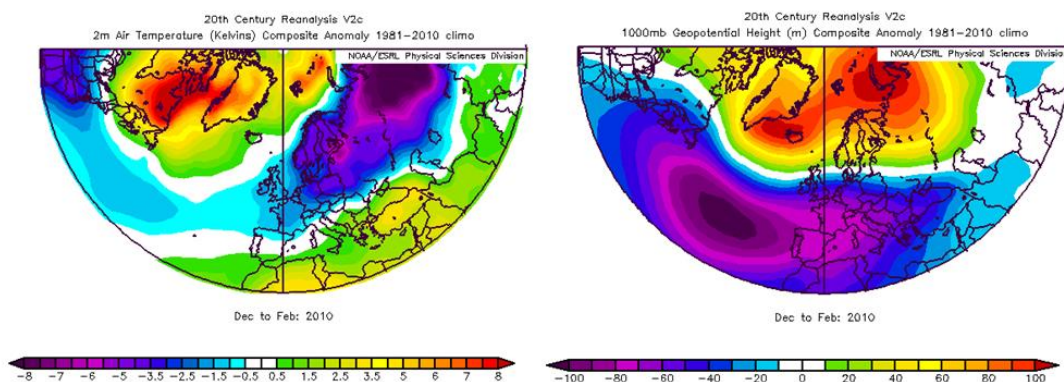 20th Century Reanalysis V2c
2m Air Temperature (Kelvins) Composite Anomaly 1981-2010 climo
NOAA/ESRL Physical Sciences Division
Dec to Feb: 2010
-8 -7 -5 -3.5 -2.5 -1.5 -0.5 0.5 1.5 2.5 3.5 5 6 7 8
20th Century Reanalysis V2c
1000mb Geopotential Height (m) Composite Anomaly 1981-2010 climo
NOAA/ESRL Physical Sciences Division
Dec to Feb: 2010
-100 -80 -60 -40 -20 0 20 40 60 80 100